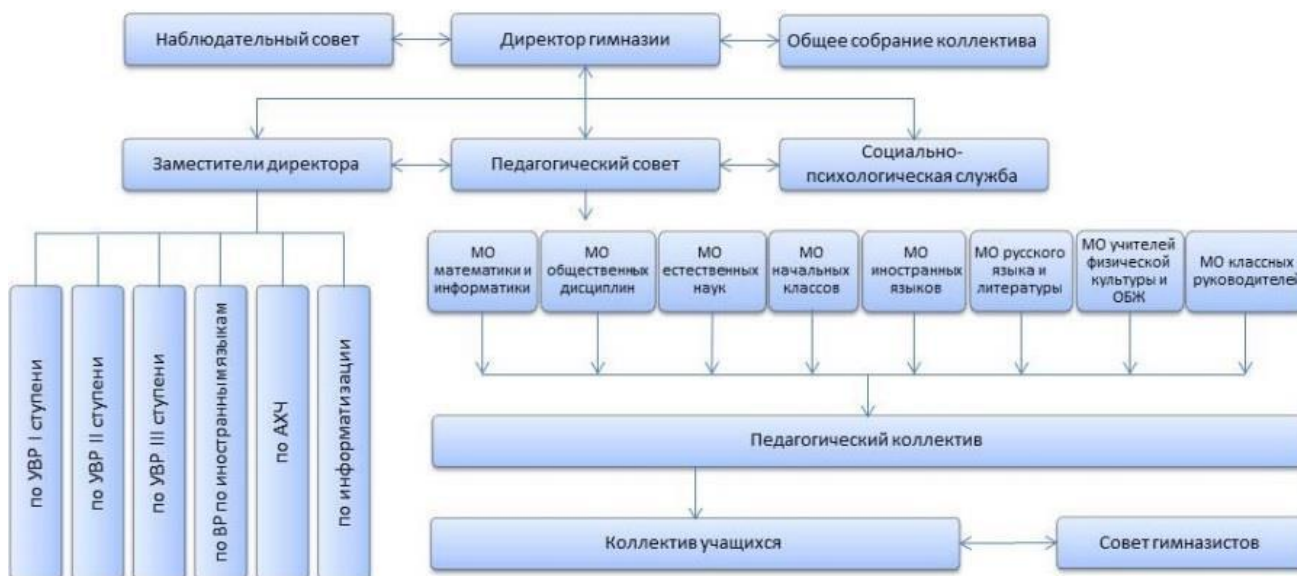 Наблюдательный совет
Директор гимназии
Общее собрание коллектива
Заместители директора
Педагогический совет
Социально-
психологическая служба
МО
математики и
информатики
МО
общественных
дисциплин
МО
естественных
наук
МО
начальных
классов
МО
иностранных
языков
МО русского
языка и
литературы
МО учителей
физической
культуры и
ОБЖ
МО классных
руководителей
по УВР I ступени
по УВР II ступени
по УВР III ступени
по ВР по иностранным языкам
по АХЧ
по информатизации
Педагогический коллектив
Коллектив учащихся
Совет гимназистов